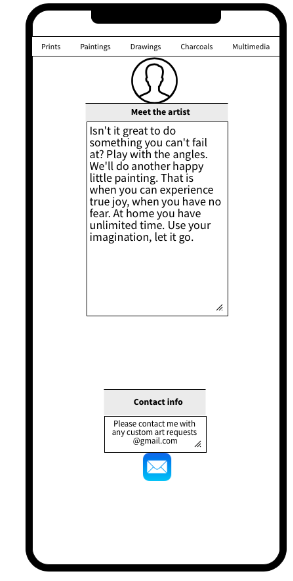 Prints Paintings Drawings Charcoals Multimedia
Meet the artist
Isn't it great to do
something you can't fail
at? Play with the angles.
We'll do another happy
little painting. That is
when you can experience
true joy, when you have no
fear. At home you have
unlimited time. Use your
imagination, let it go.
Contact info
Please contact me with
any custom art requests
@gmail.com